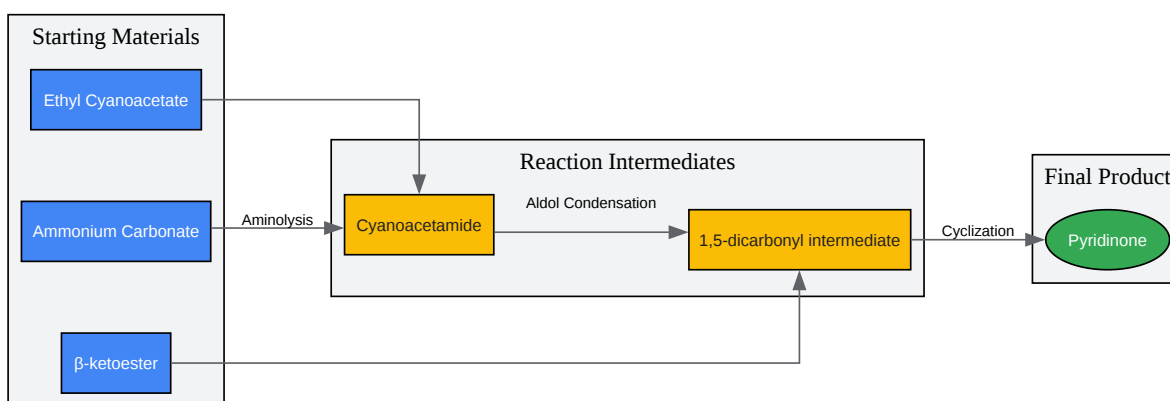 Starting Materials
Ethyl Cyanoacetate
Ammonium Carbonate
β-ketoester
Aminolysis
Reaction Intermediates
Cyanoacetamide
Aldol Condensation
1,5-dicarbonyl intermediate
Cyclization
Final Product
Pyridinone